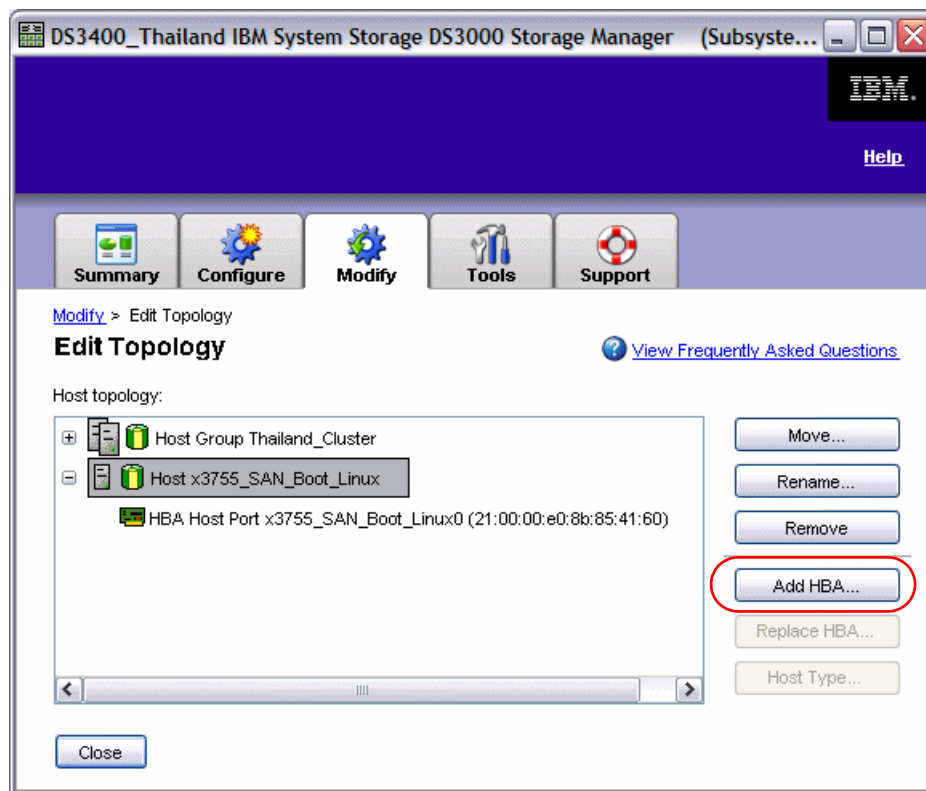 DS3400_Thailand IBM System Storage DS3000 Storage Manager (Subsyste...
IBM.
Help
Summary
Configure
Modify
Tools
Support
Modify > Edit Topology
Edit Topology
? View Frequently Asked Questions
Host topology:
Host Group Thailand_Cluster
Host x3755_SAN_Boot_Linux
HBA Host Port x3755_SAN_Boot_Linux0 (21:00:00:e0:8b:85:41:60)
Move...
Rename...
Remove
Add HBA...
Replace HBA...
Host Type...
Close